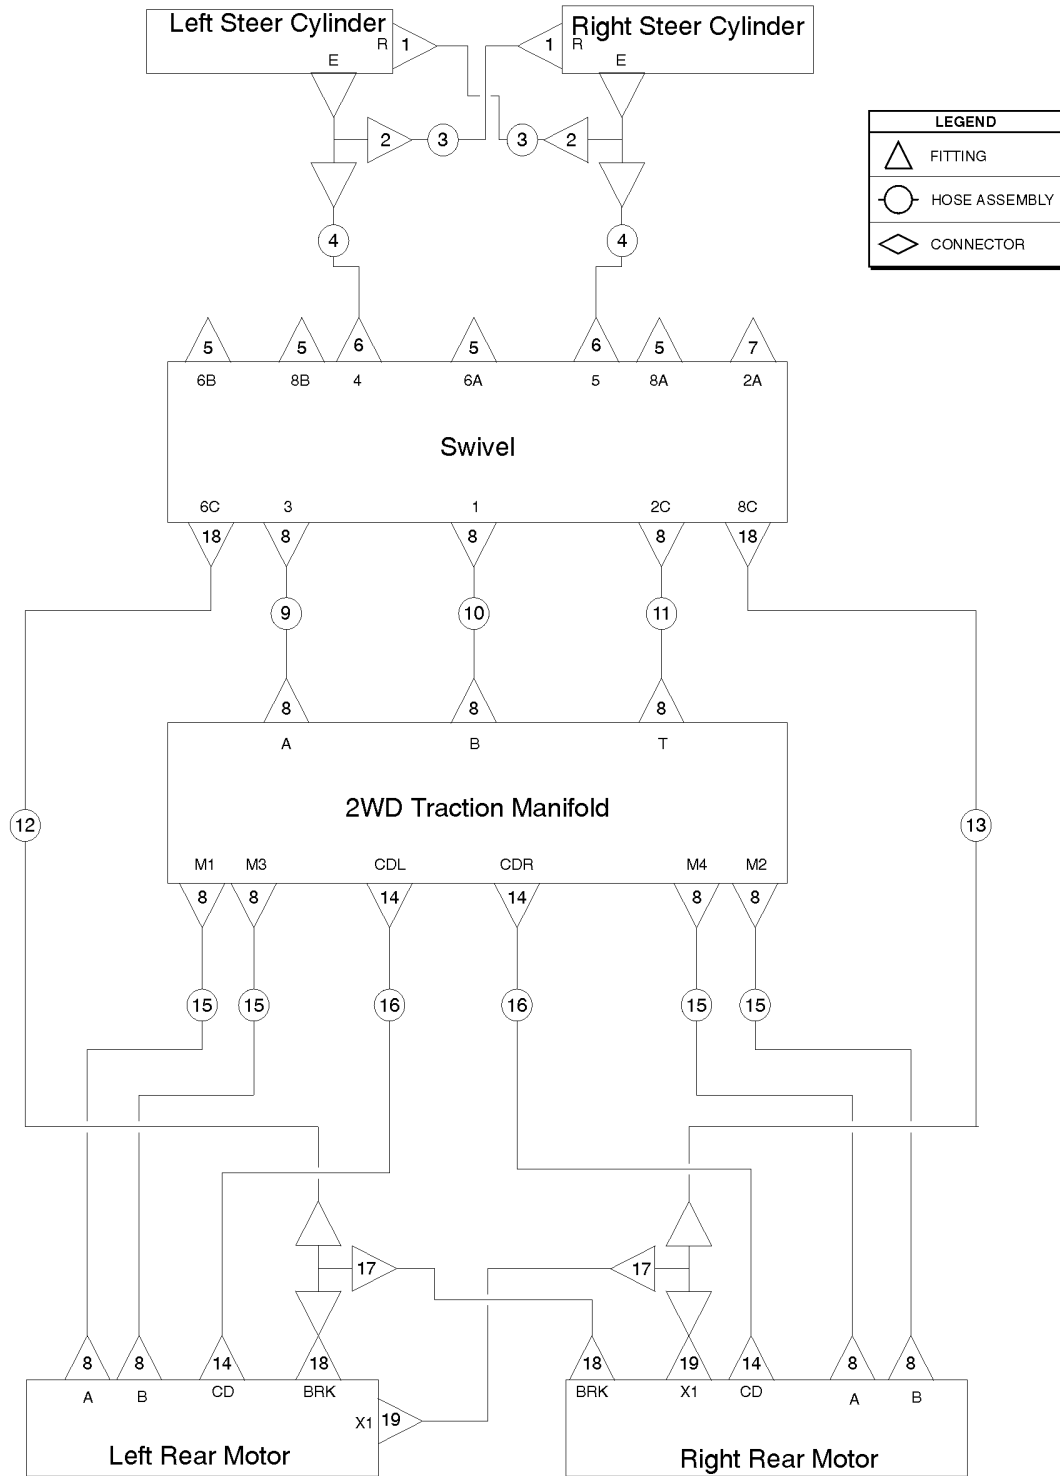 Left Steer Cylinder
Right Steer Cylinder
R
1
1
R
E
E
2
3
3
2
4
4
LEGEND
FITTING
HOSE ASSEMBLY
CONNECTOR
5
5
6
5
6
5
7
6B
8B
4
6A
5
8A
2A
Swivel
6C
3
1
2C
8C
18
8
8
8
18
9
10
11
8
8
8
A
B
T
2WD Traction Manifold
12
13
M1
M3
CDL
CDR
M4
M2
8
8
14
14
8
8
15
15
16
16
15
15
17
17
8
8
14
18
18
19
14
8
8
A
B
CD
BRK
BRK
X1
CD
A
B
X1
19
Left Rear Motor
Right Rear Motor